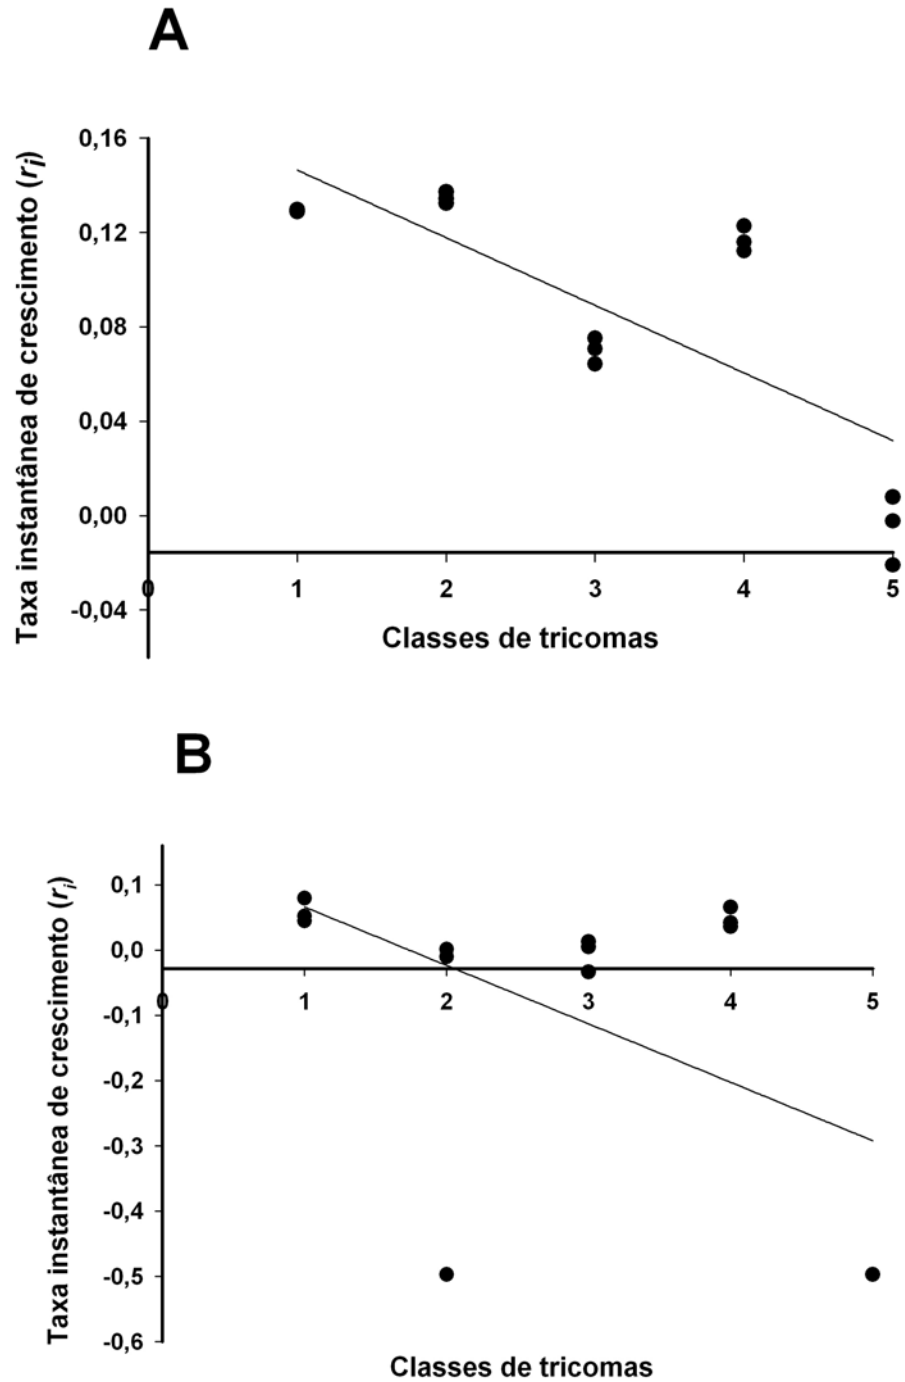 A
Taxa instantânea de crescimento (ri)
0,16
0,12
0,08
0,04
0,00
-0,04
0 1 2 3 4 5
Classes de tricomas
B
Taxa instantânea de crescimento (ri)
0,1
0,0
-0,1
-0,2
-0,3
-0,4
-0,5
-0,6
0 1 2 3 4 5
Classes de tricomas